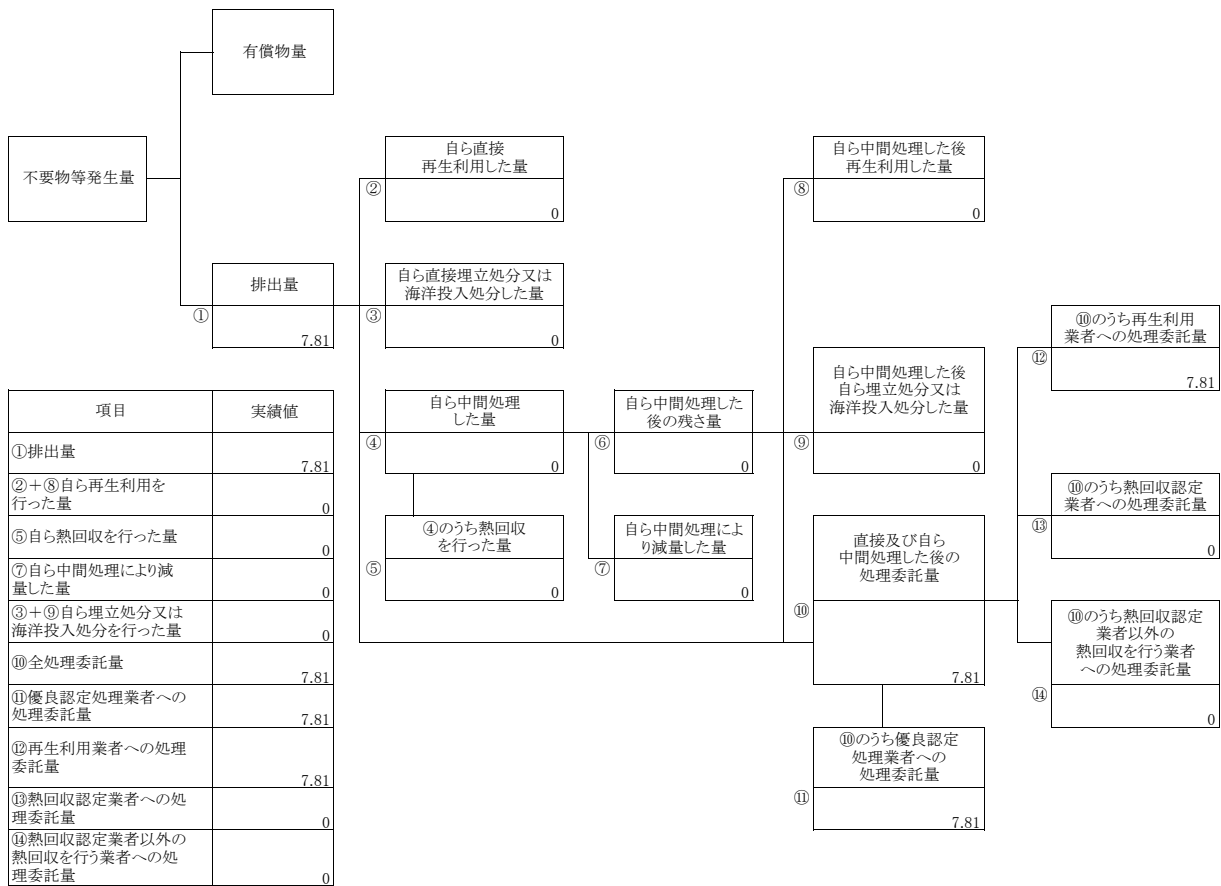 有償物量
不要物等発生量
排出量
①
7.81
自ら直接
再生利用した量
②
0
自ら直接埋立処分又は
海洋投入処分した量
③
0
自ら中間処理
した量
④
0
④のうち熱回収
を行った量
⑤
0
自ら中間処理した
後の残さ量
⑥
0
自ら中間処理によ
り減量した量
⑦
0
自ら中間処理した後
再生利用した量
⑧
0
自ら中間処理した後
自ら埋立処分又は
海洋投入処分した量
⑨
0
直接及び自ら
中間処理した後の
処理委託量
⑩
7.81
⑩のうち優良認定
処理業者への
処理委託量
⑪
7.81
⑩のうち再生利用
業者への処理委託量
⑫
7.81
⑩のうち熱回収認定
業者への処理委託量
⑬
0
⑩のうち熱回収認定
業者以外の
熱回収を行う業者
への処理委託量
⑭
0
項目 実績値
①排出量
7.81
②＋⑧自ら再生利用を
行った量
0
⑤自ら熱回収を行った量
0
⑦自ら中間処理により減
量した量
0
③＋⑨自ら埋立処分又は
海洋投入処分を行った量
0
⑩全処理委託量
7.81
⑪優良認定処理業者への
処理委託量
7.81
⑫再生利用業者への処理
委託量
7.81
⑬熱回収認定業者への処
理委託量
0
⑭熱回収認定業者以外の
熱回収を行う業者への処
理委託量
0